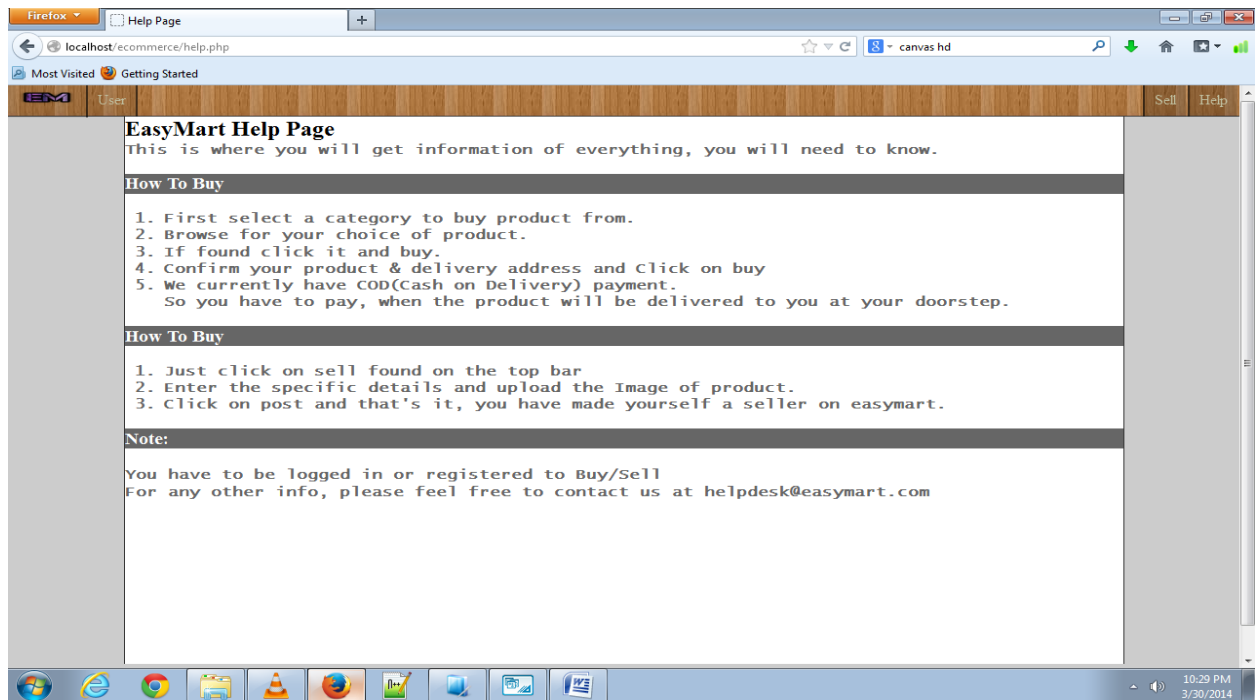 Firefox
Help Page
+
localhost/ecommerce/help.php
8
canvas hd
Most Visited
Getting Started
EM
User
Sell
Help
EasyMart Help Page
This is where you will get information of everything, you will need to know.
How To Buy
1. First select a category to buy product from.
2. Browse for your choice of product.
3. If found click it and buy.
4. Confirm your product & delivery address and Click on buy
5. We currently have COD(Cash on Delivery) payment.
So you have to pay, when the product will be delivered to you at your doorstep.
How To Buy
1. Just click on sell found on the top bar
2. Enter the specific details and upload the Image of product.
3. Click on post and that's it, you have made yourself a seller on easymart.
Note:
You have to be logged in or registered to Buy/Sell
For any other info, please feel free to contact us at helpdesk@easymart.com
10:29 PM
3/30/2014